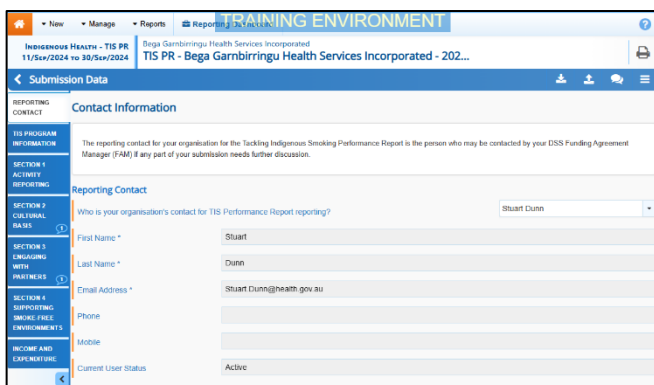 New Manage Reports Reporting Dashboard
TRAINING ENVIRONMENT
INDIGENOUS HEALTH - TIS PR
11/SEP/2024 TO 30/SEP/2024
Bega Garnbirringu Health Services Incorporated
TIS PR - Bega Garnbirringu Health Services Incorporated - 202...
Submission Data
REPORTING
CONTACT
TIS PROGRAM
INFORMATION
SECTION 1
ACTIVITY
REPORTING
SECTION 2
CULTURAL
BASIS
1
SECTION 3
ENGAGING
WITH
PARTNERS
1
SECTION 4
SUPPORTING
SMOKE-FREE
ENVIRONMENTS
INCOME AND
EXPENDITURE
Contact Information
The reporting contact for your organisation for the Tackling Indigenous Smoking Performance Report is the person who may be contacted by your DSS Funding Agreement
Manager (FAM) if any part of your submission needs further discussion.
Reporting Contact
Who is your organisation's contact for TIS Performance Report reporting? Stuart Dunn
First Name * Stuart
Last Name * Dunn
Email Address * Stuart Dunn@health.gov.au
Phone
Mobile
Current User Status Active